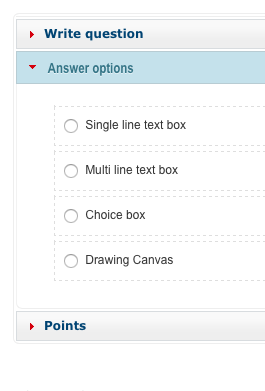 Write question
Answer options
Single line text box
Multi line text box
Choice box
Drawing Canvas
Points